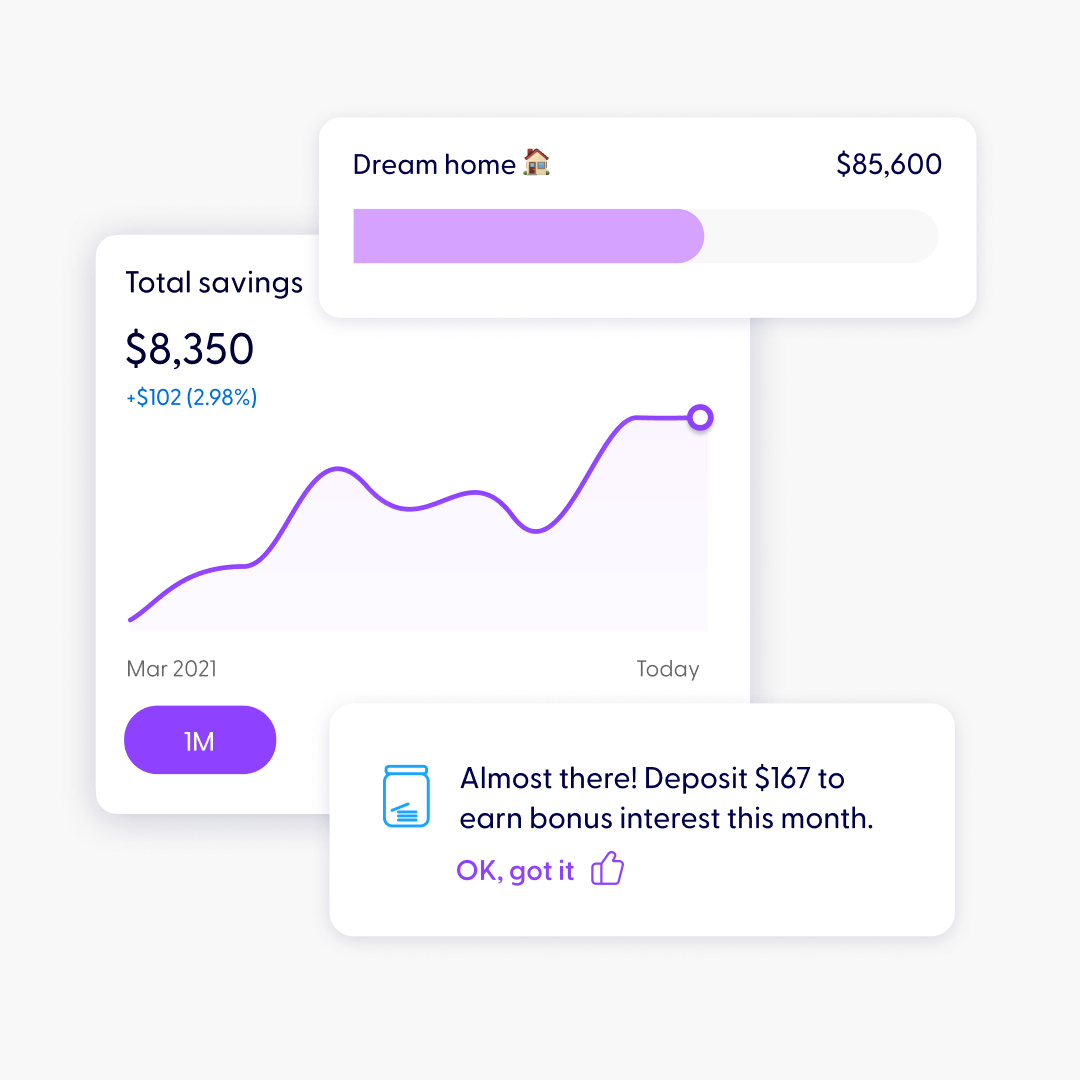 Dream home 🏠
$85,600
Total savings
$8,350
+$102 (2.98%)
Mar 2021
Today
1M
Almost there! Deposit $167 to
earn bonus interest this month.
OK, got it